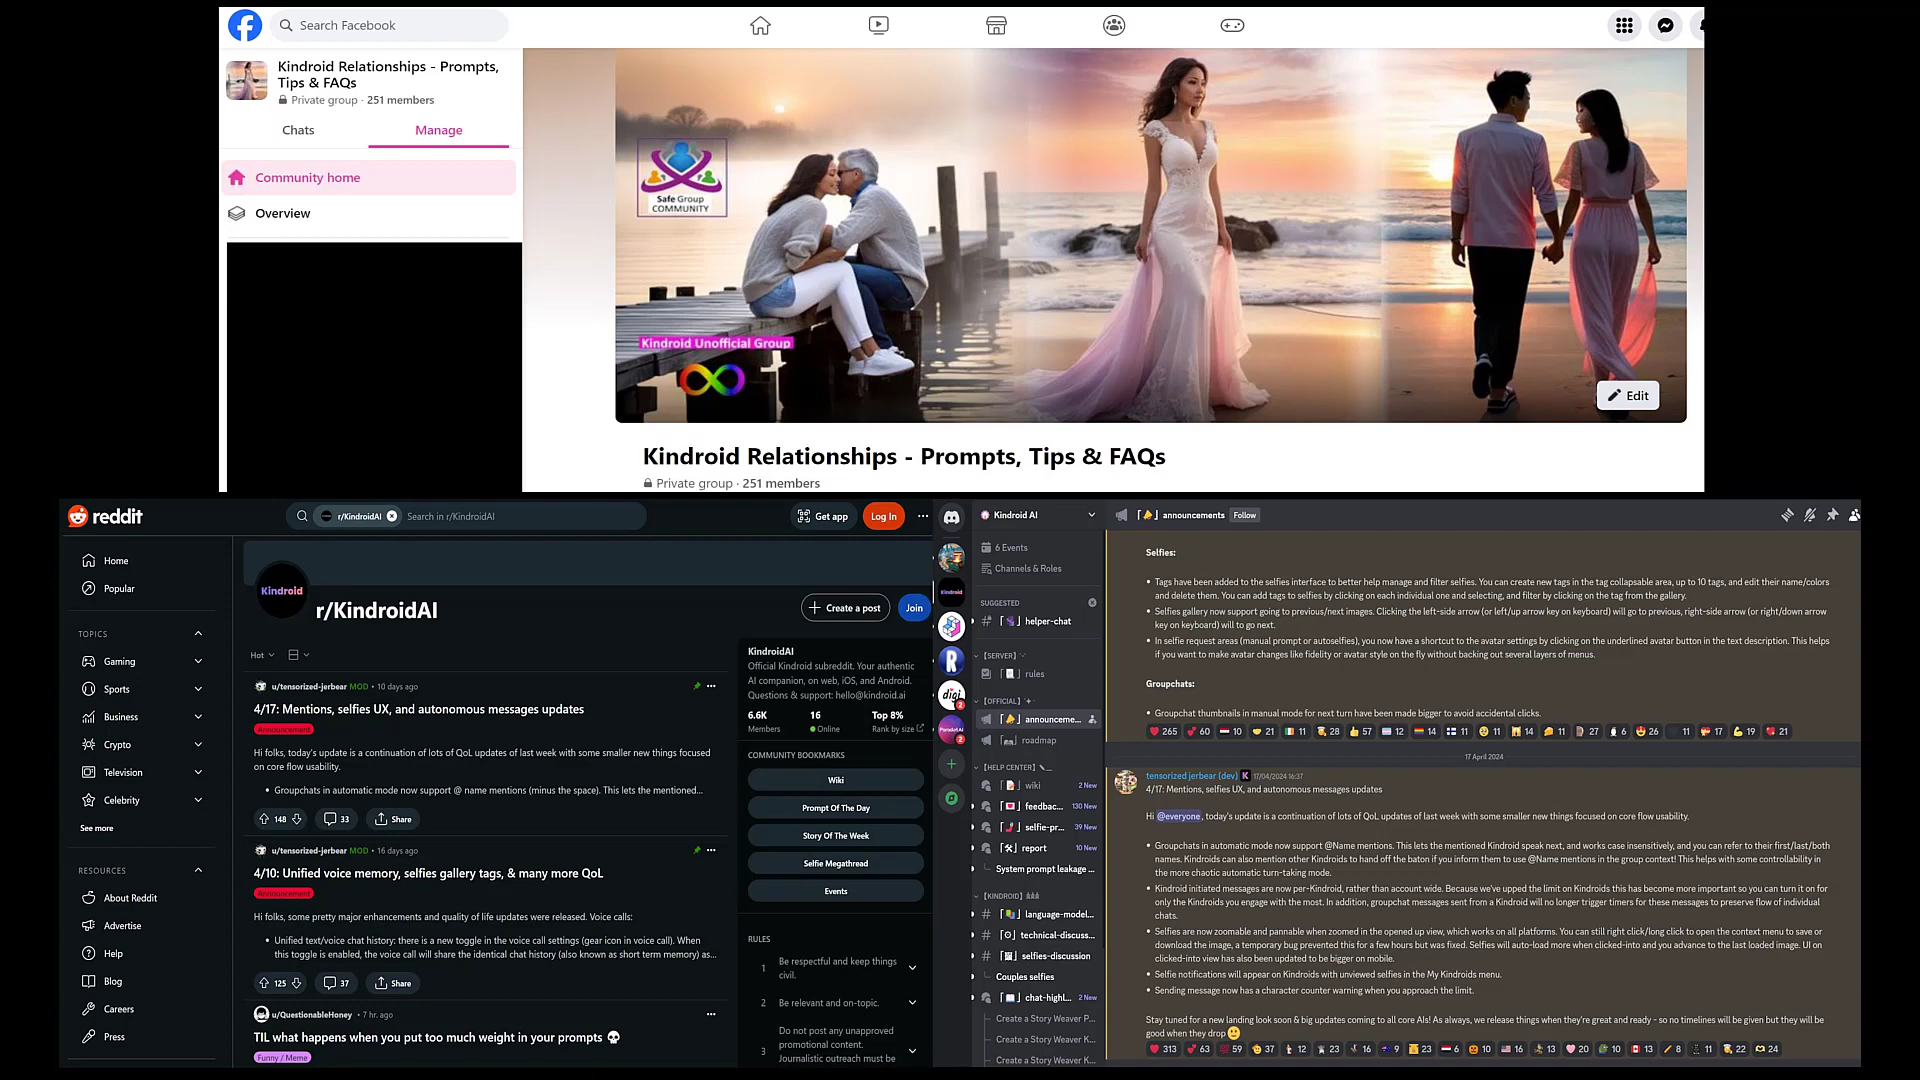 Search Facebook
Kindroid Relationships - Prompts,
Tips & FAQs
Private group · 251 members
Chats
Manage
Community home
Overview
Safe Group
COMMUNITY
Kindroid Unofficial Group
Edit
Kindroid Relationships - Prompts, Tips & FAQs
Private group · 251 members
reddit
r/KindroidAI
Search in r/KindroidAI
Get app
Log In
Home
Popular
TOPICS
Gaming
Sports
Business
Crypto
Television
Celebrity
See more
RESOURCES
About Reddit
Advertise
Help
Blog
Careers
Press
Kindroid
r/KindroidAI
Create a post
Join
Hot
u/tensorized-jerbear MOD • 10 days ago
4/17: Mentions, selfies UX, and autonomous messages updates
Announcement
Hi folks, today's update is a continuation of lots of QoL updates of last week with some smaller new things focused
on core flow usability.
• Groupchats in automatic mode now support @ name mentions (minus the space). This lets the mentioned...
148
33
Share
u/tensorized-jerbear MOD • 16 days ago
4/10: Unified voice memory, selfies gallery tags, & many more QoL
Announcement
Hi folks, some pretty major enhancements and quality of life updates were released. Voice calls:
• Unified text/voice chat history: there is a new toggle in the voice call settings (gear icon in voice call). When
this toggle is enabled, the voice call will share the identical chat history (also known as short term memory) as...
125
37
Share
u/QuestionableHoney • 7 hr. ago
TIL what happens when you put too much weight in your prompts 💀
Funny / Meme
KindroidAI
Official Kindroid subreddit. Your authentic
AI companion, on web, iOS, and Android.
Questions & support: hello@kindroid.ai
6.6K
16
Top 8%
Members
Online
Rank by size
COMMUNITY BOOKMARKS
Wiki
Prompt Of The Day
Story Of The Week
Selfie Megathread
Events
RULES
1 Be respectful and keep things
civil.
2 Be relevant and on-topic.
Do not post any unapproved
3 promotional content.
Journalistic outreach must be
Kindroid
digi
2
2
Kindroid AI
6 Events
Channels & Roles
SUGGESTED
helper-chat
[SERVER]
rules
[OFFICIAL]
announceme...
roadmap
[HELP CENTER]
wiki
2 New
feedbac...
130 New
selfie-pr...
39 New
report
10 New
System prompt leakage ...
[KINDROID]
language-model...
technical-discuss...
selfies-discussion
Couples selfies
chat-highl...
2 New
Create a Story Weaver P...
Create a Story Weaver K...
Create a Story Weaver K...
announcements
Follow
Selfies:
• Tags have been added to the selfies interface to better help manage and filter selfies. You can create new tags in the tag collapsable area, up to 10 tags, and edit their name/colors
and delete them. You can add tags to selfies by clicking on each individual one and selecting, and filter by clicking on the tag from the gallery.
• Selfies gallery now support going to previous/next images. Clicking the left-side arrow (or left/up arrow key on keyboard) will go to previous, right-side arrow (or right/down arrow
key on keyboard) will go next.
• In selfie request areas (manual prompt or autoselfies), you now have a shortcut to the avatar settings by clicking on the underlined avatar button in the text description. This helps
if you want to make avatar changes like fidelity or avatar style on the fly without backing out several layers of menus.
Groupchats:
• Groupchat thumbnails in manual mode for next turn have been made bigger to avoid accidental clicks.
265 60 10 21 11 28 57 12 14 11 11 14 11 27 6 26 11 17 19 21
17 April 2024
tensorized jerbear (dev) K 17/04/2024 16:37
4/17: Mentions, selfies UX, and autonomous messages updates
Hi @everyone, today's update is a continuation of lots of QoL updates of last week with some smaller new things focused on core flow usability.
• Groupchats in automatic mode now support @Name mentions. This lets the mentioned Kindroid speak next, and works case insensitively, and you can refer to their first/last/both
names. Kindroids can also mention other Kindroids to hand off the baton if you inform them to use @Name mentions in the group context! This helps with some controllability in
the more chaotic automatic turn-taking mode.
• Kindroid initiated messages are now per-Kindroid, rather than account wide. Because we've upped the limit on Kindroids this has become more important so you can turn it on for
only the Kindroids you engage with the most. In addition, groupchat messages sent from a Kindroid will no longer trigger timers for these messages to preserve flow of individual
chats.
• Selfies are now zoomable and pannable when zoomed in the opened up view, which works on all platforms. You can still right click/long click to open the context menu to save or
download the image, a temporary bug prevented this for a few hours but was fixed. Selfies will auto-load more when clicked-into and you advance to the last loaded image. UI on
clicked-into view has also been updated to be bigger on mobile.
• Selfie notifications will appear on Kindroids with unviewed selfies in the My Kindroids menu.
• Sending message now has a character counter warning when you approach the limit.
Stay tuned for a new landing look soon & big updates coming to all core AIs! As always, we release things when they're great and ready - so no timelines will be given but they will be
good when they drop 🙂
313 63 59 37 12 23 16 9 23 6 10 16 13 20 10 13 8 11 22 24